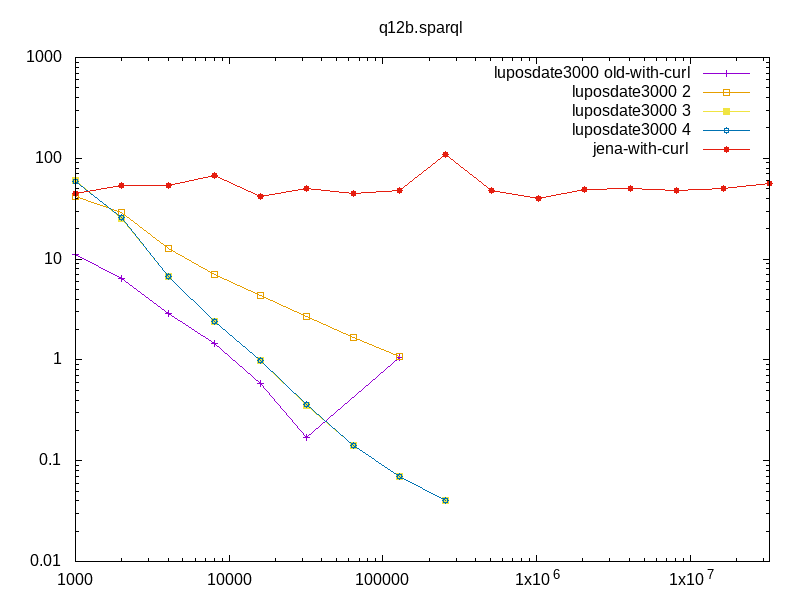 q12b.sparql
1000
luposdate3000 old-with-curl
luposdate3000 2
luposdate3000 3
luposdate3000 4
jena-with-curl
100
10
1
0.1
0.01
1000
10000
100000
1x10^6
1x10^7